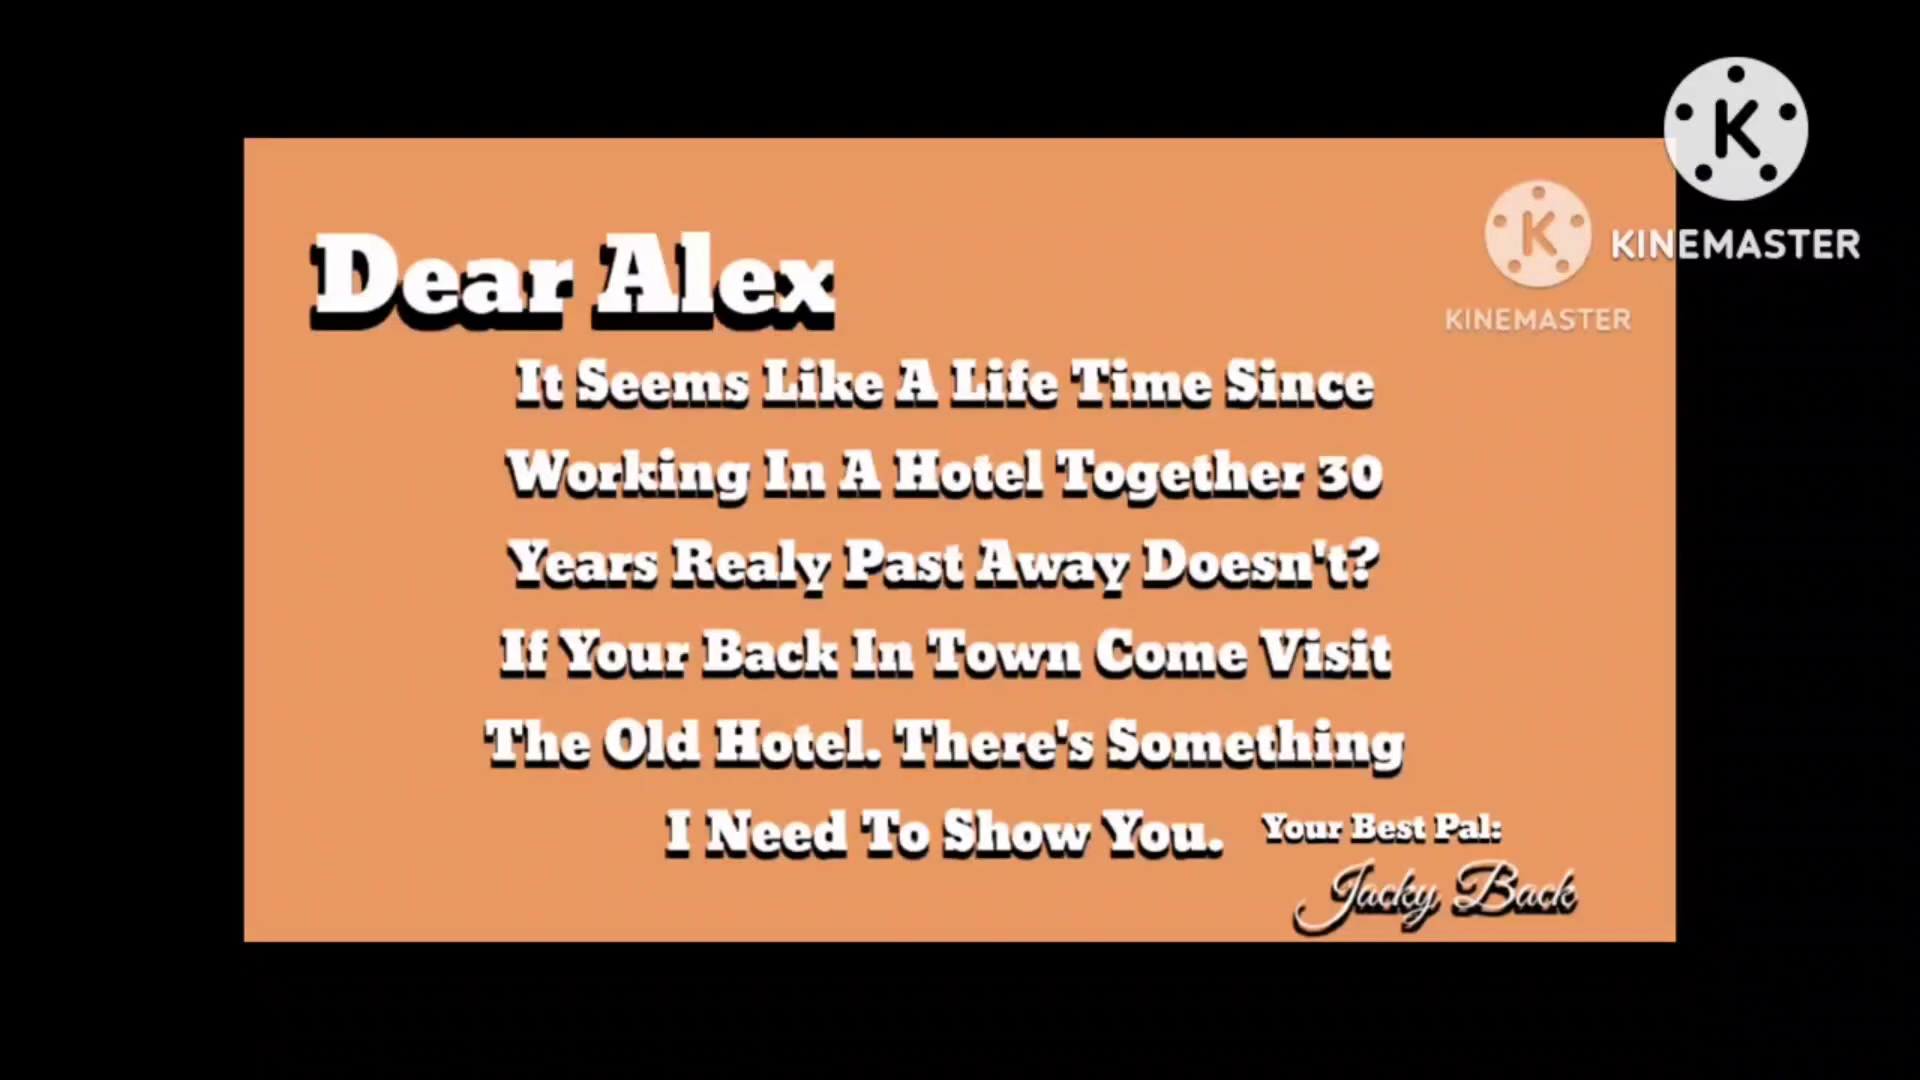 K
KINEMASTER
K
KINEMASTER
Dear Alex
It Seems Like A Life Time Since
Working In A Hotel Together 30
Years Realy Past Away Doesn't?
If Your Back In Town Come Visit
The Old Hotel. There's Something
I Need To Show You.
Your Best Pal:
Jacky Back